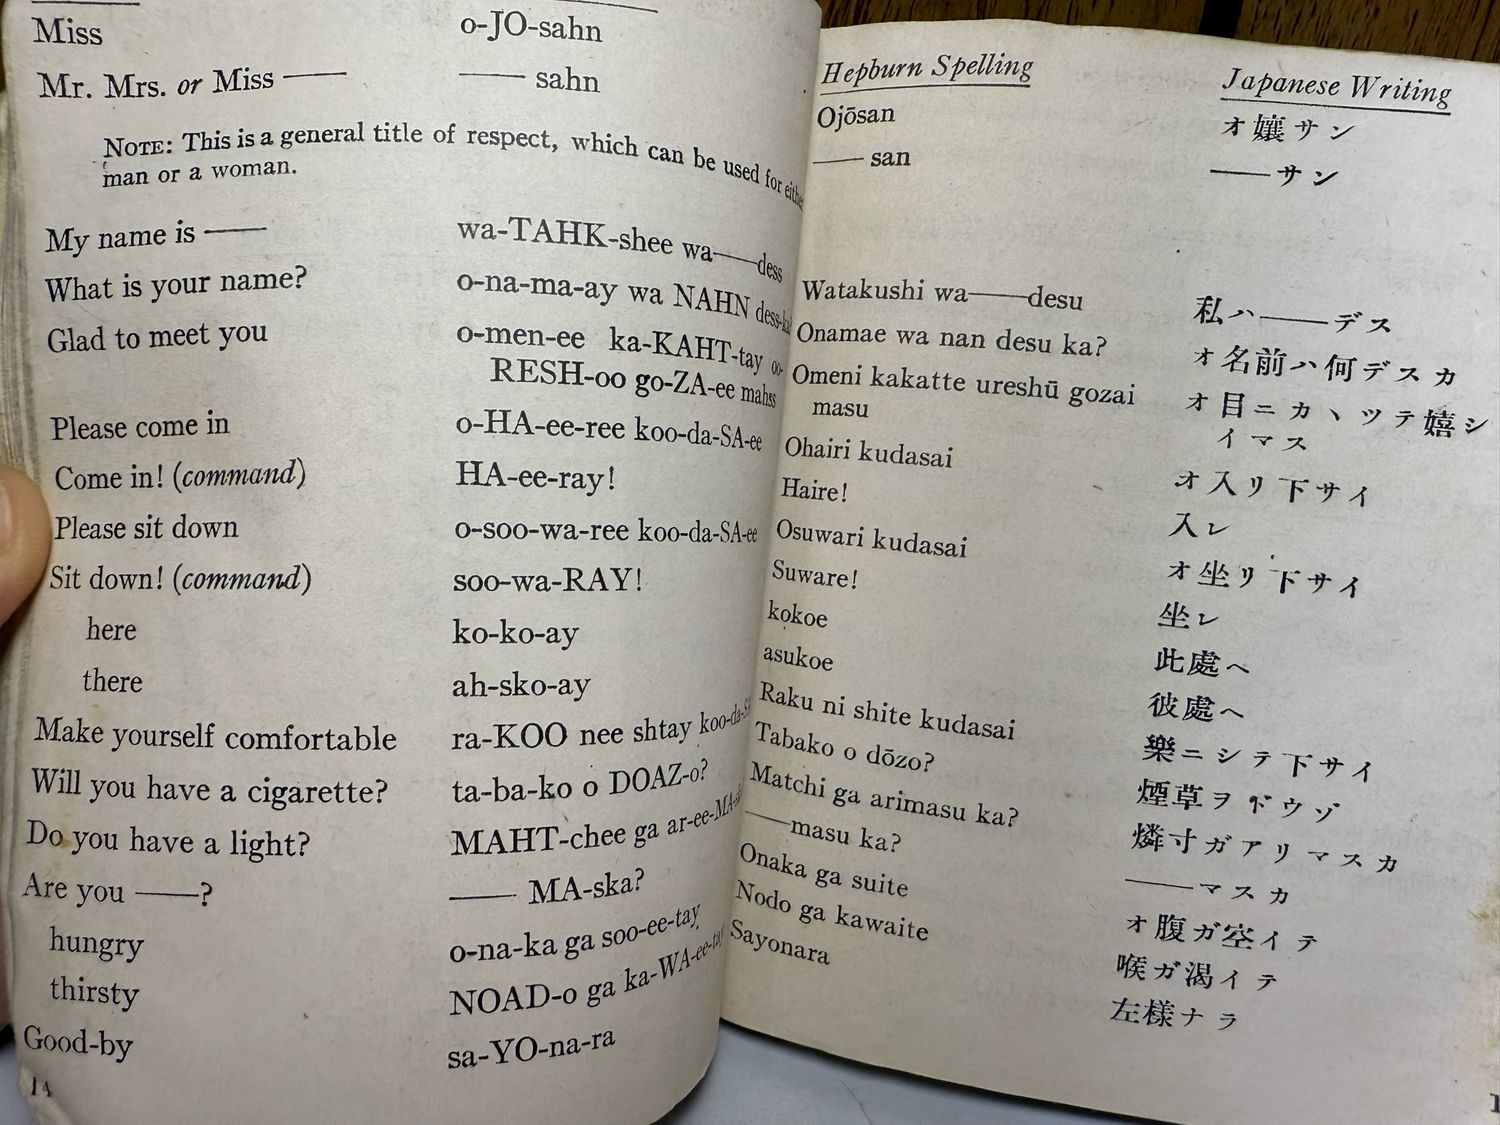 Miss o-JO-sahn
Mr. Mrs. or Miss —— —— sahn
NOTE: This is a general title of respect, which can be used for either
man or a woman.
My name is —— wa-TAHK-shee wa——dess
What is your name? o-na-ma-ay wa NAHN dess-ka
Glad to meet you o-men-ee ka-KAHT-tay oo-
RESH-oo go-ZA-ee mahss
Please come in o-HA-ee-ree koo-da-SA-ee
Come in! (command) HA-ee-ray!
Please sit down o-soo-wa-ree koo-da-SA-ee
Sit down! (command) soo-wa-RAY!
here ko-ko-ay
there ah-sko-ay
Make yourself comfortable ra-KOO nee shtay
Will you have a cigarette? ta-ba-ko o DOAZ-o?
Do you have a light? MAHT-chee ga
Are you ——? —— MA-ska?
hungry o-na-ka ga soo-ee-tay
thirsty NOAD-o ga ka-WA-ee-tay
Good-by sa-YO-na-ra
14
Hepburn Spelling Japanese Writing
Ojōsan オ孃サン
—— san ——サン
Watakushi wa——desu 私ハ——デス
Onamae wa nan desu ka? オ名前ハ何デスカ
Omeni kakatte ureshū gozai オ目ニカヽツテ嬉シ
masu イマス
Ohairi kudasai オ入リ下サイ
Haire! 入レ
Osuwari kudasai オ坐リ下サイ
Suware! 坐レ
kokoe 此處ヘ
asukoe 彼處ヘ
Raku ni shite kudasai 樂ニシテ下サイ
Tabako o dōzo? 煙草ヲドウゾ
Matchi ga arimasu ka? 燐寸ガアリマスカ
——masu ka? ——マスカ
Onaka ga suite オ腹ガ空イテ
Nodo ga kawaite 喉ガ渇イテ
Sayonara 左樣ナラ